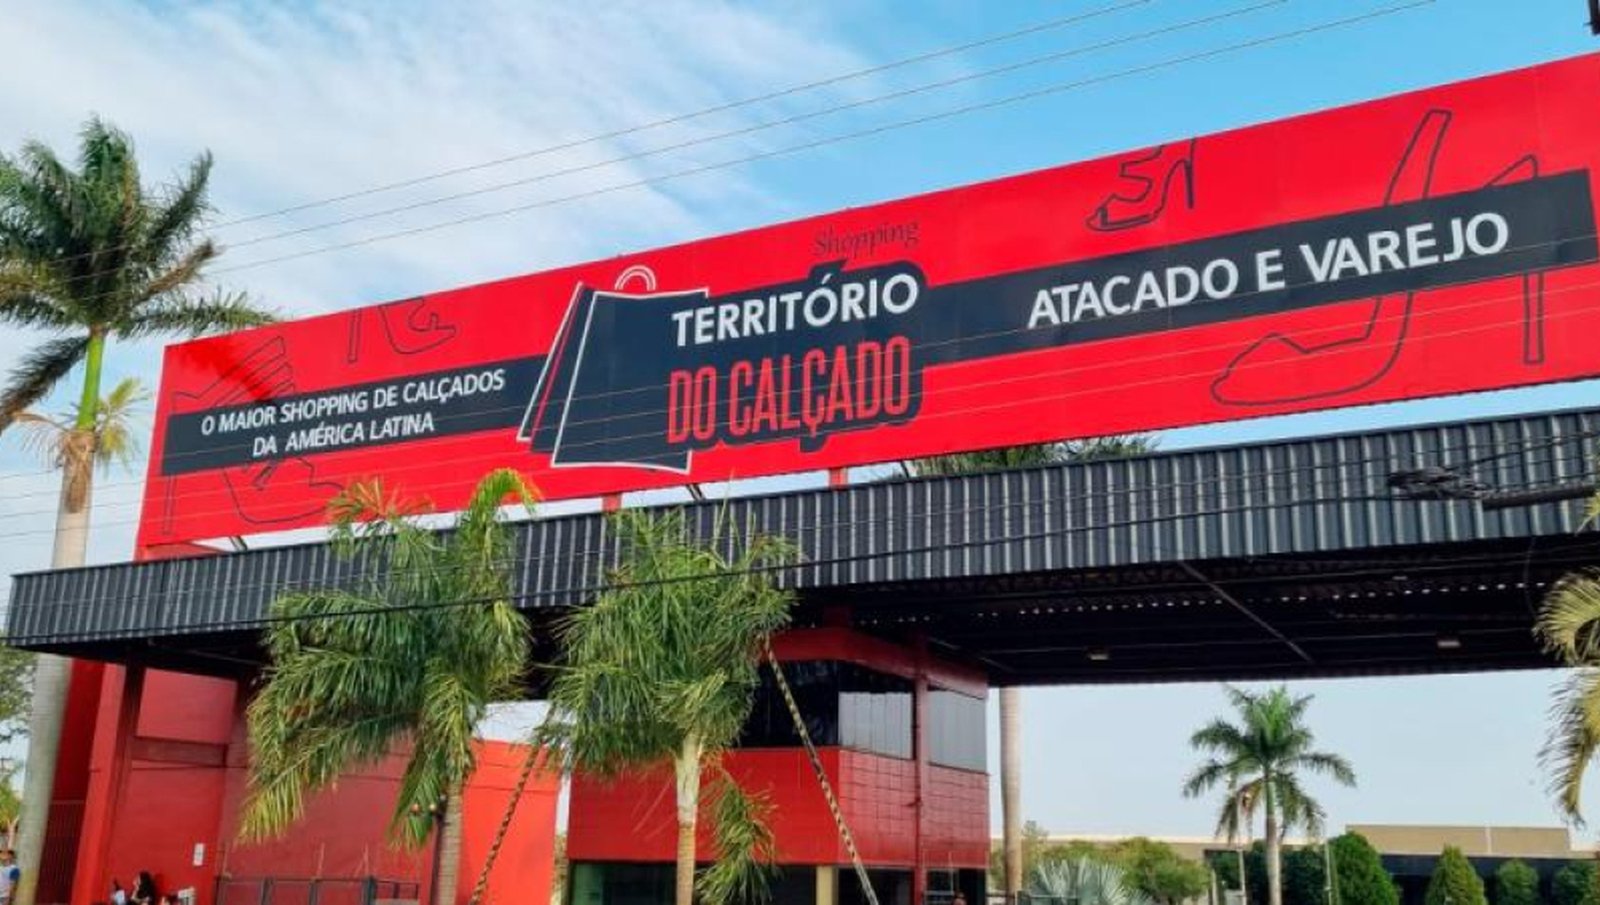 O MAIOR SHOPPING DE CALÇADOS
DA AMÉRICA LATINA
Shopping
TERRITÓRIO
DO CALÇADO
ATACADO E VAREJO